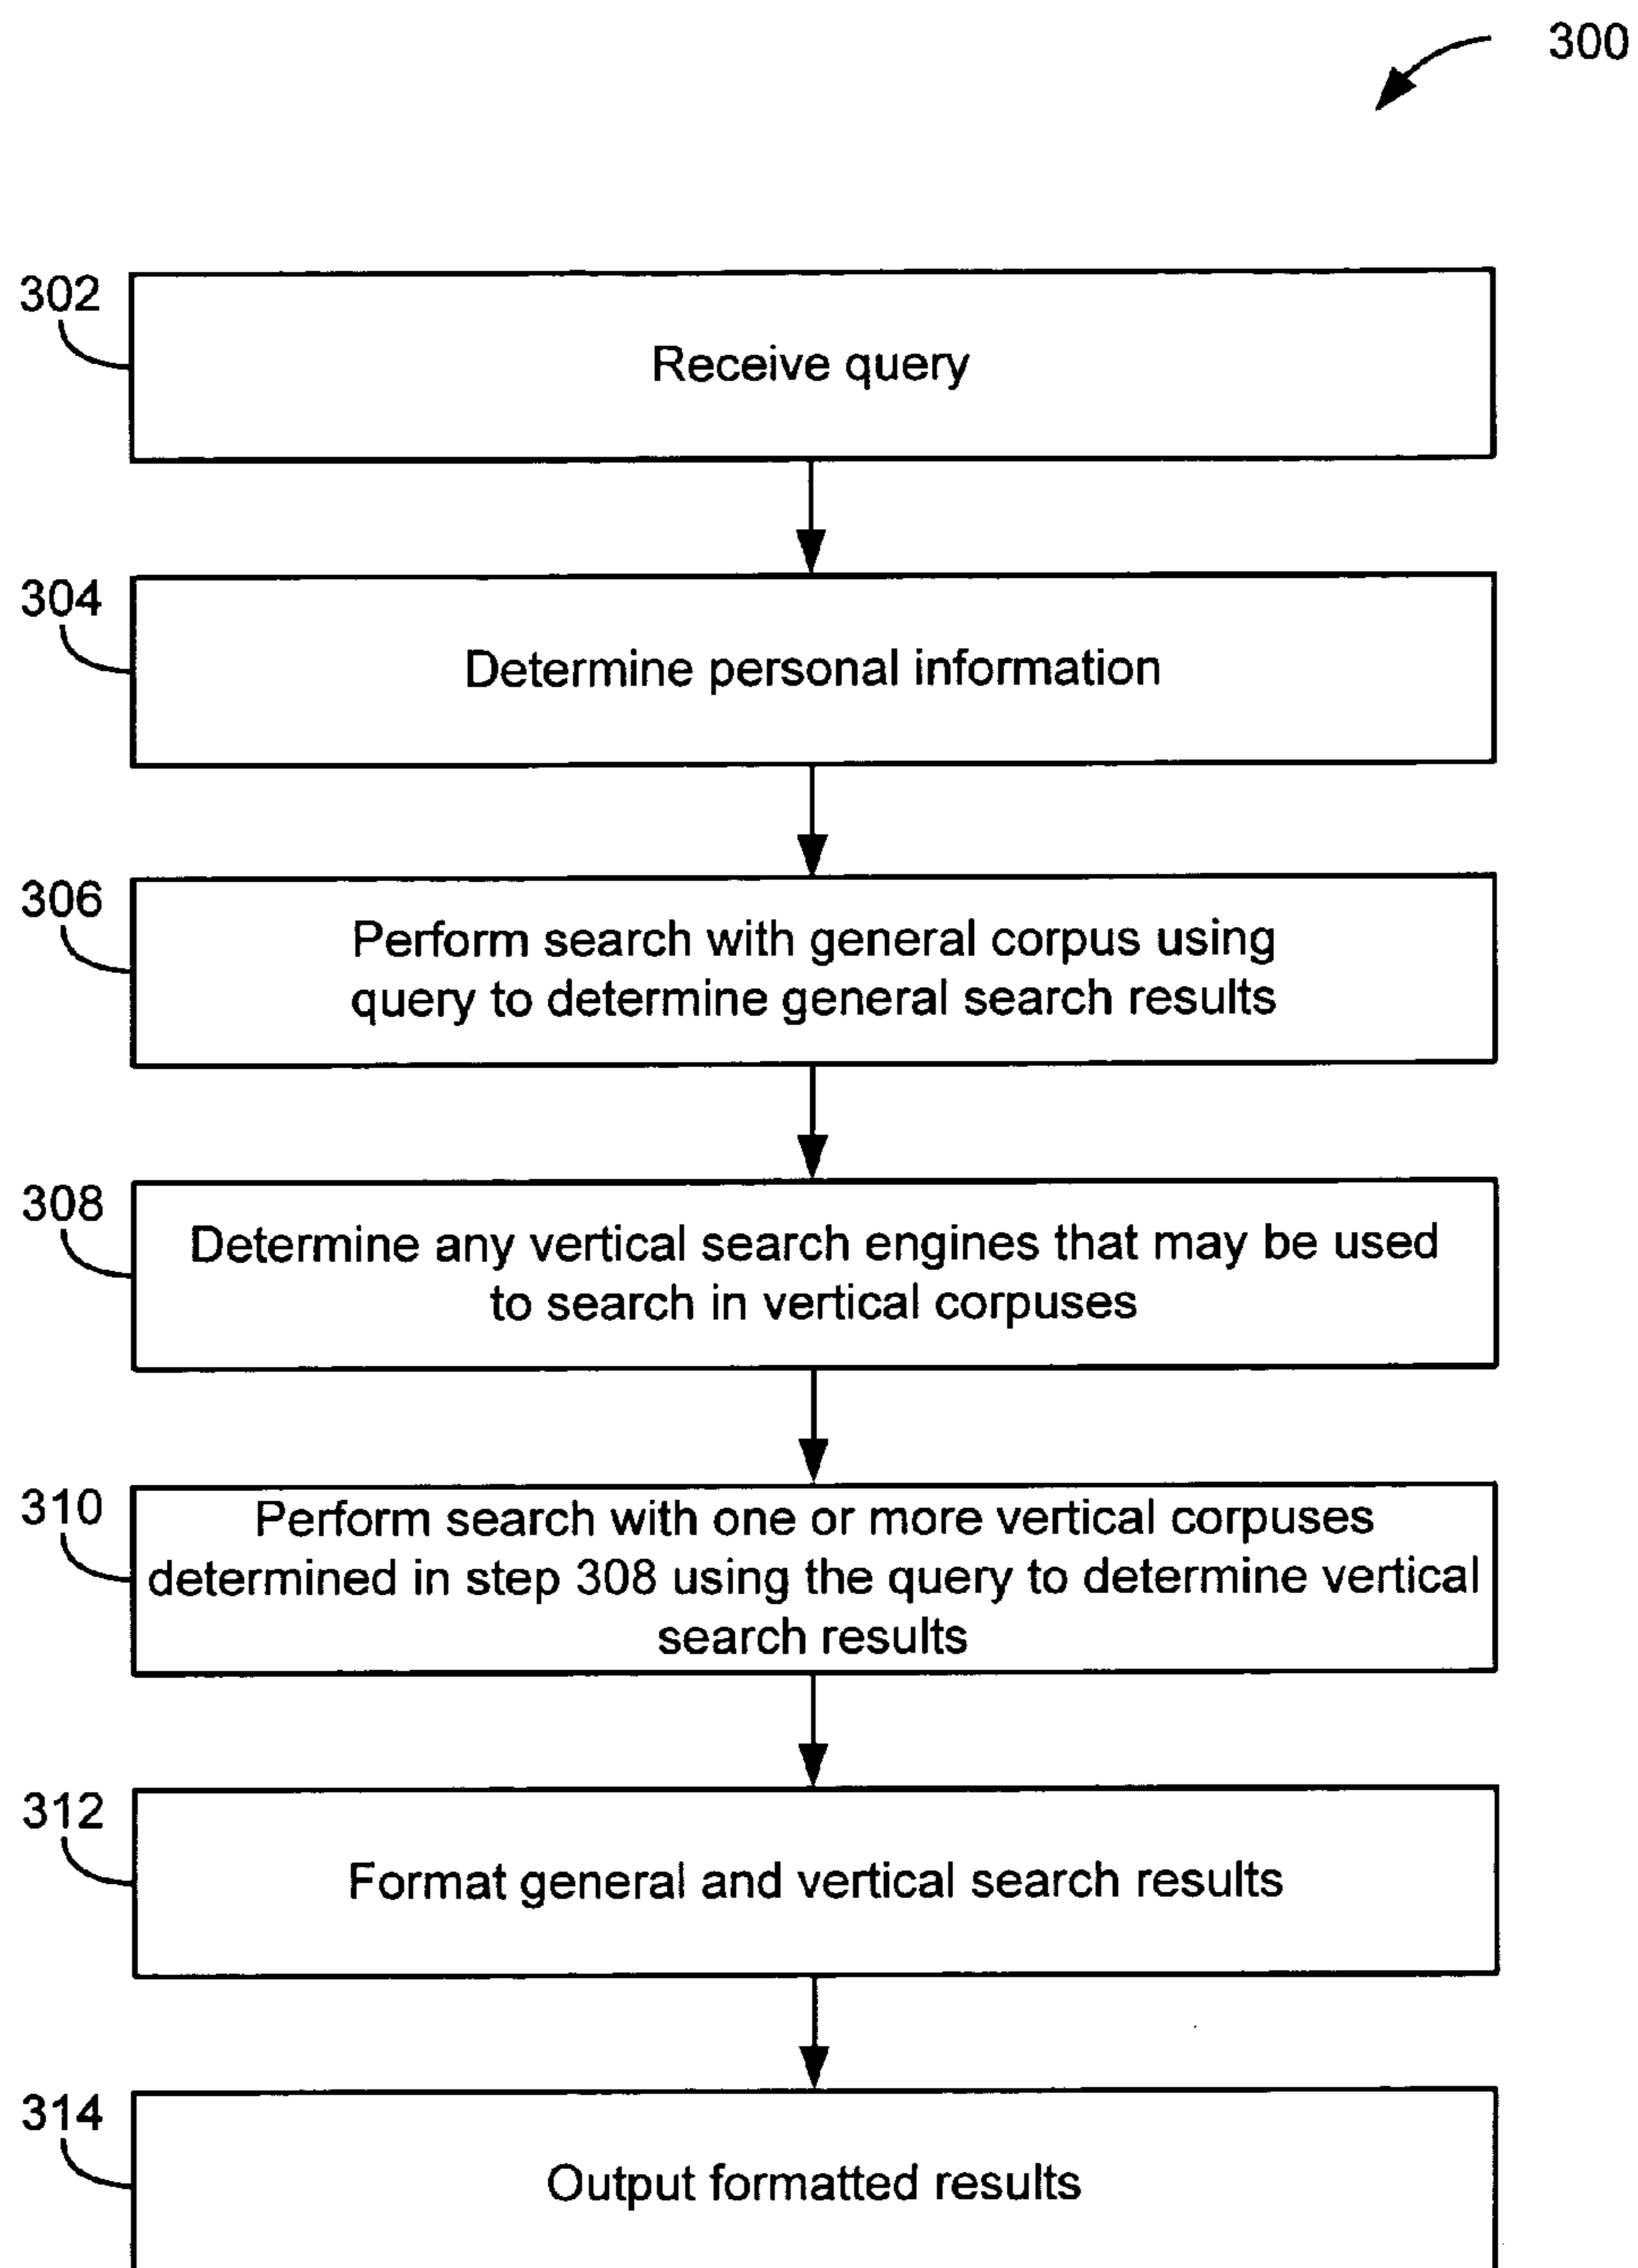 300
302
Receive query
304
Determine personal information
306
Perform search with general corpus using
query to determine general search results
308
Determine any vertical search engines that may be used
to search in vertical corpuses
310
Perform search with one or more vertical corpuses
determined in step 308 using the query to determine vertical
search results
312
Format general and vertical search results
314
Output formatted results